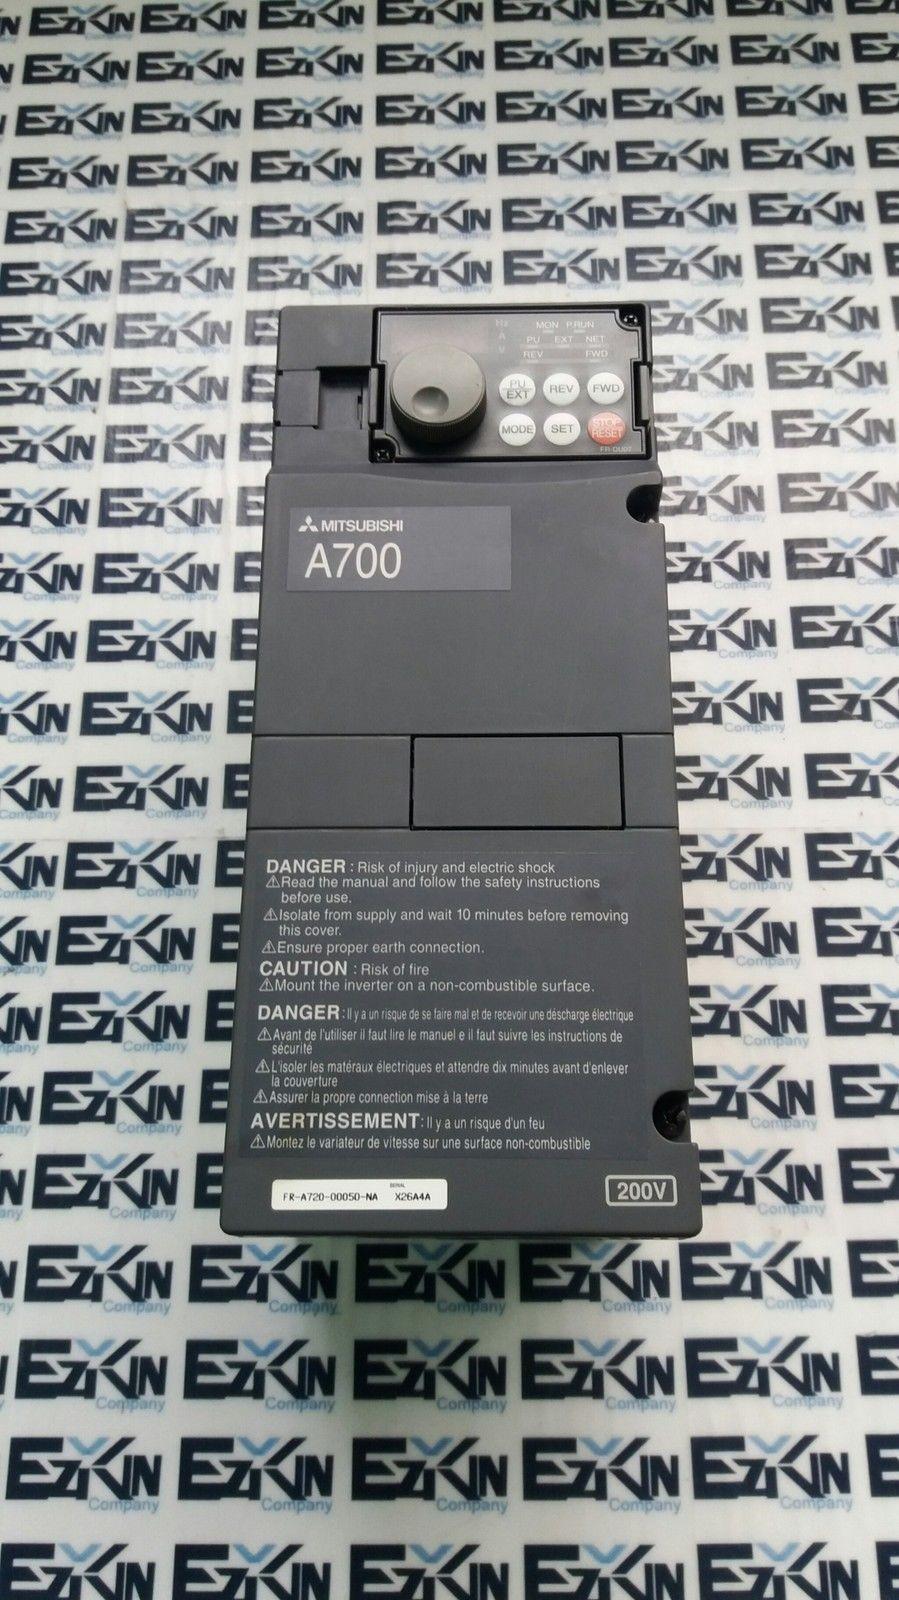 Hz
A
V
MON P.RUN
PU EXT NET
REV FWD
PU EXT REV FWD
MODE SET STOP RESET
FR-DU07
MITSUBISHI
A700
DANGER : Risk of injury and electric shock
Read the manual and follow the safety instructions
before use.
Isolate from supply and wait 10 minutes before removing
this cover.
Ensure proper earth connection.
CAUTION : Risk of fire
Mount the inverter on a non-combustible surface.
DANGER : Il y a un risque de se faire mal et de recevoir une déscharge électrique
Avant de l'utiliser il faut lire le manuel e il faut suivre les instructions de
sécurité
L'isoler les matéraux électriques et attendre dix minutes avant d'enlever
la couverture
Assurer la propre connection mise à la terre
AVERTISSEMENT : Il y a un risque d'un feu
Montez le variateur de vitesse sur une surface non-combustible
SERIAL
FR-A720-00050-NA X26A4A
200V